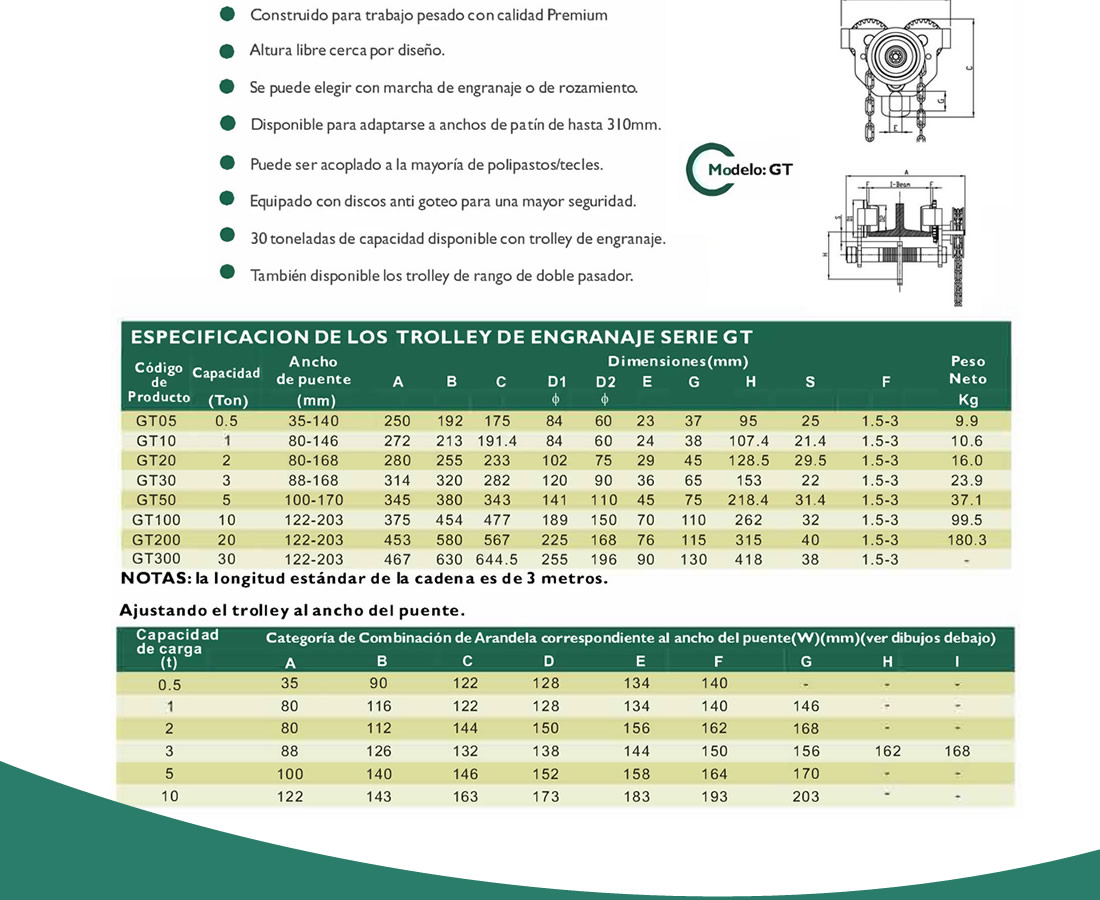 Construido para trabajo pesado con calidad Premium
Altura libre cerca por diseño.
Se puede elegir con marcha de engranaje o de rozamiento.
Disponible para adaptarse a anchos de patín de hasta 310mm.
Puede ser acoplado a la mayoría de polipastos/tecles.
Equipado con discos anti goteo para una mayor seguridad.
30 toneladas de capacidad disponible con trolley de engranaje.
También disponible los trolley de rango de doble pasador.
C
G
E
Modelo: GT
A
F I-Beam F
S D1 D2
H
ESPECIFICACION DE LOS TROLLEY DE ENGRANAJE SERIE GT
Código de Producto Capacidad (Ton) Ancho de puente (mm) Dimensiones(mm) Peso Neto Kg
A B C D1 ϕ D2 ϕ E G H S F
GT05 0.5 35-140 250 192 175 84 60 23 37 95 25 1.5-3 9.9
GT10 1 80-146 272 213 191.4 84 60 24 38 107.4 21.4 1.5-3 10.6
GT20 2 80-168 280 255 233 102 75 29 45 128.5 29.5 1.5-3 16.0
GT30 3 88-168 314 320 282 120 90 36 65 153 22 1.5-3 23.9
GT50 5 100-170 345 380 343 141 110 45 75 218.4 31.4 1.5-3 37.1
GT100 10 122-203 375 454 477 189 150 70 110 262 32 1.5-3 99.5
GT200 20 122-203 453 580 567 225 168 76 115 315 40 1.5-3 180.3
GT300 30 122-203 467 630 644.5 255 196 90 130 418 38 1.5-3 -
NOTAS: la longitud estándar de la cadena es de 3 metros.
Ajustando el trolley al ancho del puente.
Capacidad de carga (t) Categoría de Combinación de Arandela correspondiente al ancho del puente(W)(mm)(ver dibujos debajo)
A B C D E F G H I
0.5 35 90 122 128 134 140 - - -
1 80 116 122 128 134 140 146 - -
2 80 112 144 150 156 162 168 - -
3 88 126 132 138 144 150 156 162 168
5 100 140 146 152 158 164 170 - -
10 122 143 163 173 183 193 203 - -